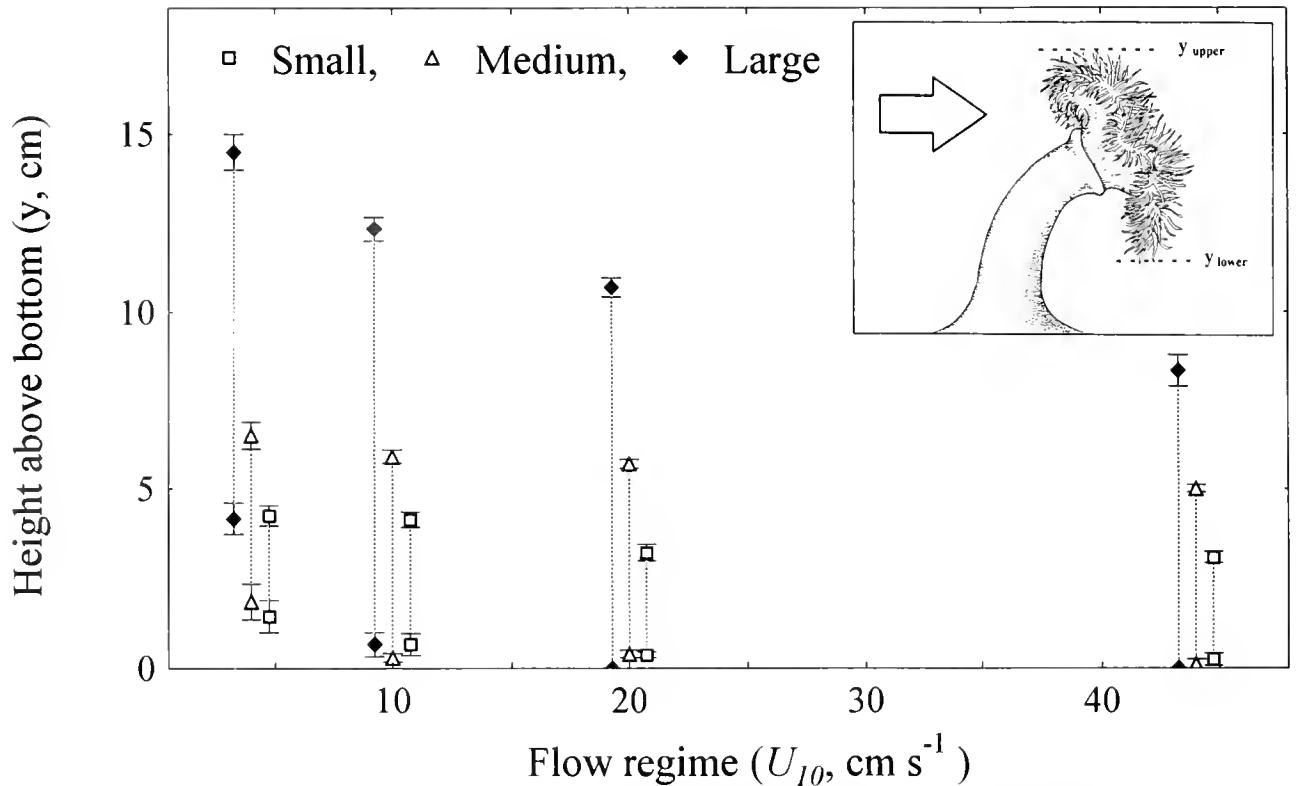 □ Small, △ Medium, ◆ Large
y upper
y lower
15
10
5
0
10
20
30
40
Height above bottom (y, cm)
Flow regime (U10, cm s-1)